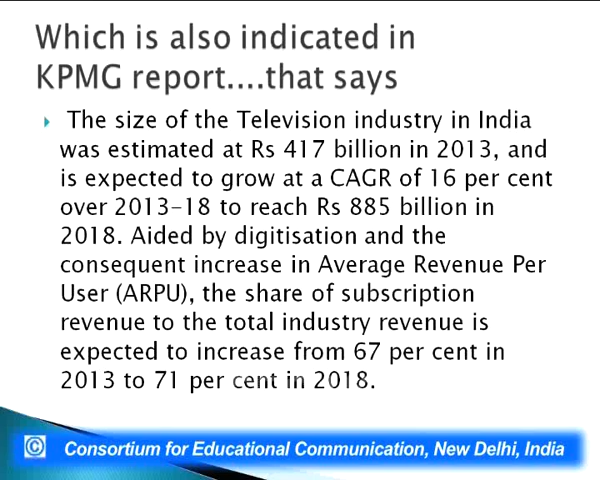 Which is also indicated in
KPMG report....that says
The size of the Television industry in India
was estimated at Rs 417 billion in 2013, and
is expected to grow at a CAGR of 16 per cent
over 2013-18 to reach Rs 885 billion in
2018. Aided by digitisation and the
consequent increase in Average Revenue Per
User (ARPU), the share of subscription
revenue to the total industry revenue is
expected to increase from 67 per cent in
2013 to 71 per cent in 2018.
© Consortium for Educational Communication, New Delhi, India